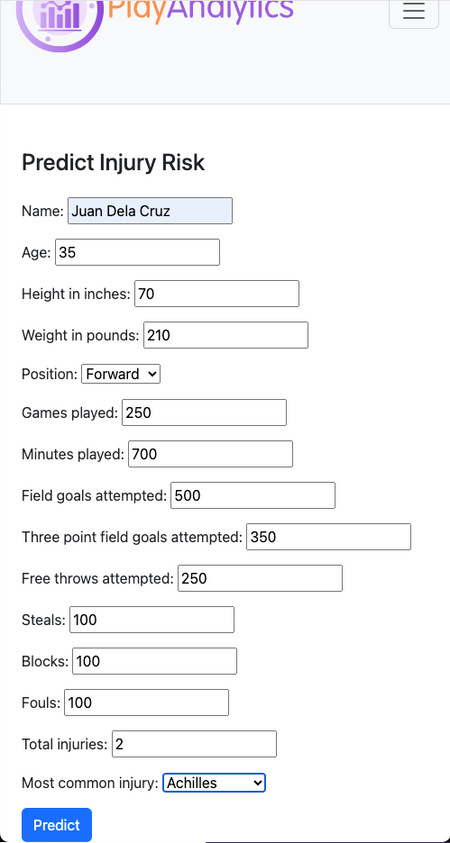 PlayAnalytics
Predict Injury Risk
Name: Juan Dela Cruz
Age: 35
Height in inches: 70
Weight in pounds: 210
Position: Forward
Games played: 250
Minutes played: 700
Field goals attempted: 500
Three point field goals attempted: 350
Free throws attempted: 250
Steals: 100
Blocks: 100
Fouls: 100
Total injuries: 2
Most common injury: Achilles
Predict